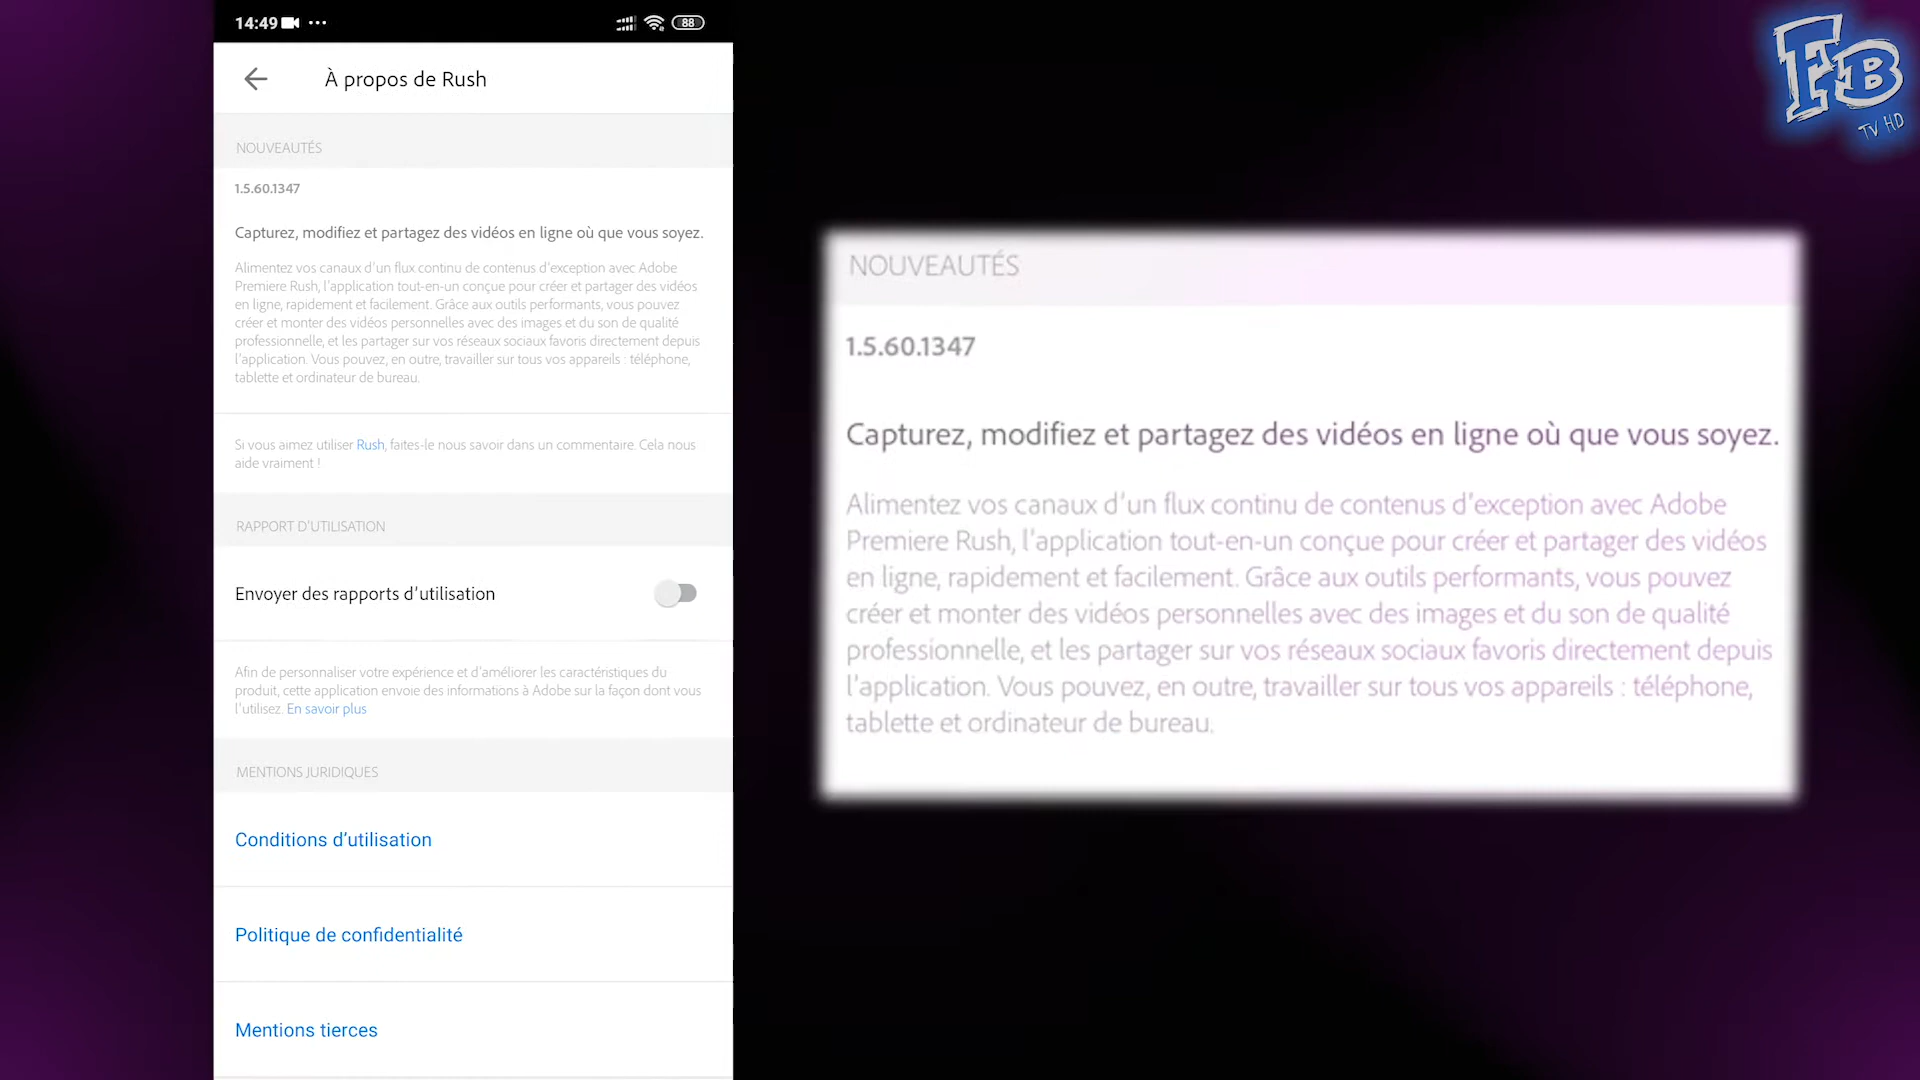 14:49
88
À propos de Rush
NOUVEAUTÉS
1.5.60.1347
Capturez, modifiez et partagez des vidéos en ligne où que vous soyez.
Alimentez vos canaux d'un flux continu de contenus d'exception avec Adobe
Premiere Rush, l'application tout-en-un conçue pour créer et partager des vidéos
en ligne, rapidement et facilement. Grâce aux outils performants, vous pouvez
créer et monter des vidéos personnelles avec des images et du son de qualité
professionnelle, et les partager sur vos réseaux sociaux favoris directement depuis
l'application. Vous pouvez, en outre, travailler sur tous vos appareils : téléphone,
tablette et ordinateur de bureau.
Si vous aimez utiliser Rush, faites-le nous savoir dans un commentaire. Cela nous
aide vraiment !
RAPPORT D'UTILISATION
Envoyer des rapports d'utilisation
Afin de personnaliser votre expérience et d'améliorer les caractéristiques du
produit, cette application envoie des informations à Adobe sur la façon dont vous
l'utilisez. En savoir plus
MENTIONS JURIDIQUES
Conditions d'utilisation
Politique de confidentialité
Mentions tierces
FB
TV HD
NOUVEAUTÉS
1.5.60.1347
Capturez, modifiez et partagez des vidéos en ligne où que vous soyez.
Alimentez vos canaux d'un flux continu de contenus d'exception avec Adobe
Premiere Rush, l'application tout-en-un conçue pour créer et partager des vidéos
en ligne, rapidement et facilement. Grâce aux outils performants, vous pouvez
créer et monter des vidéos personnelles avec des images et du son de qualité
professionnelle, et les partager sur vos réseaux sociaux favoris directement depuis
l'application. Vous pouvez, en outre, travailler sur tous vos appareils : téléphone,
tablette et ordinateur de bureau.